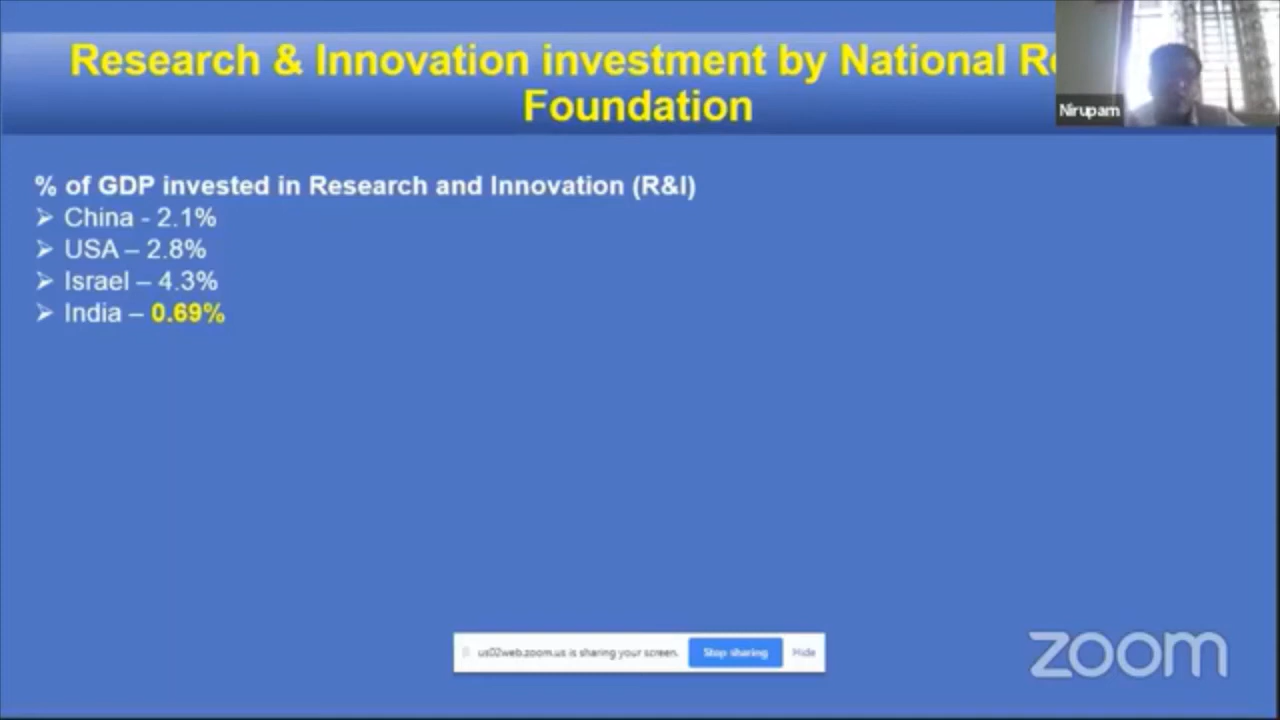 Research & Innovation investment by National Re
Foundation
Nirupam
% of GDP invested in Research and Innovation (R&I)
➢ China - 2.1%
➢ USA – 2.8%
➢ Israel – 4.3%
➢ India – 0.69%
us02web.zoom.us is sharing your screen. Stop sharing Hide
zoom